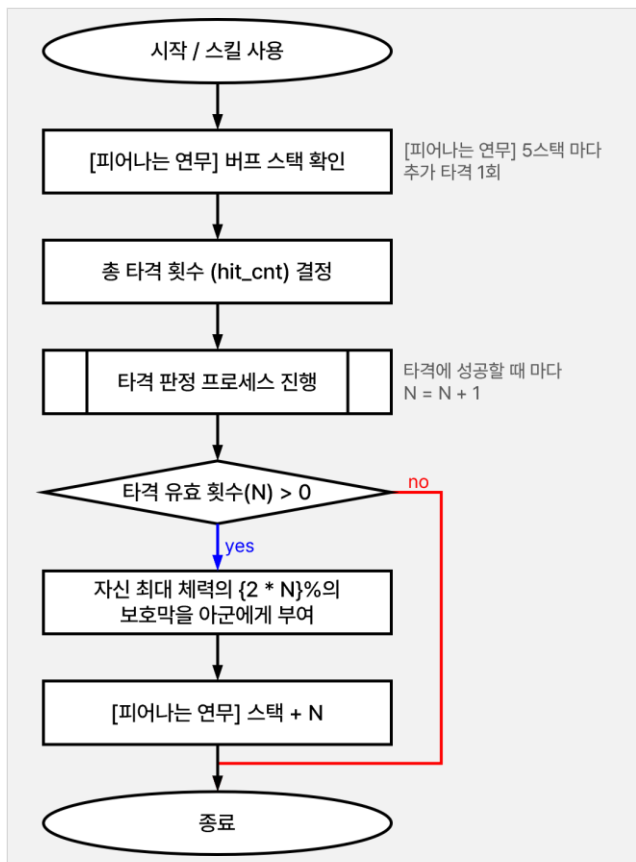 시작 / 스킬 사용
[피어나는 연무] 버프 스택 확인
[피어나는 연무] 5스택 마다
추가 타격 1회
총 타격 횟수 (hit_cnt) 결정
타격 판정 프로세스 진행
타격에 성공할 때 마다
N = N + 1
타격 유효 횟수(N) > 0
no
yes
자신 최대 체력의 {2 * N}%의
보호막을 아군에게 부여
[피어나는 연무] 스택 + N
종료